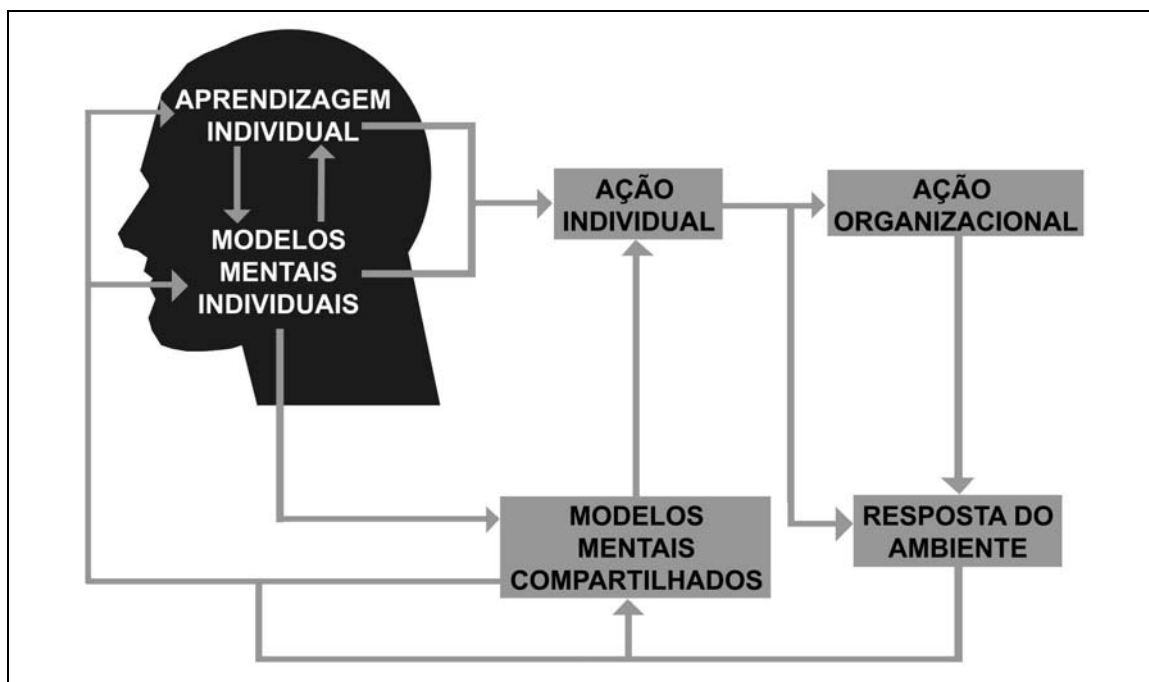 APRENDIZAGEM
INDIVIDUAL
MODELOS
MENTAIS
INDIVIDUAIS
AÇÃO
INDIVIDUAL
AÇÃO
ORGANIZACIONAL
MODELOS
MENTAIS
COMPARTILHADOS
RESPOSTA DO
AMBIENTE